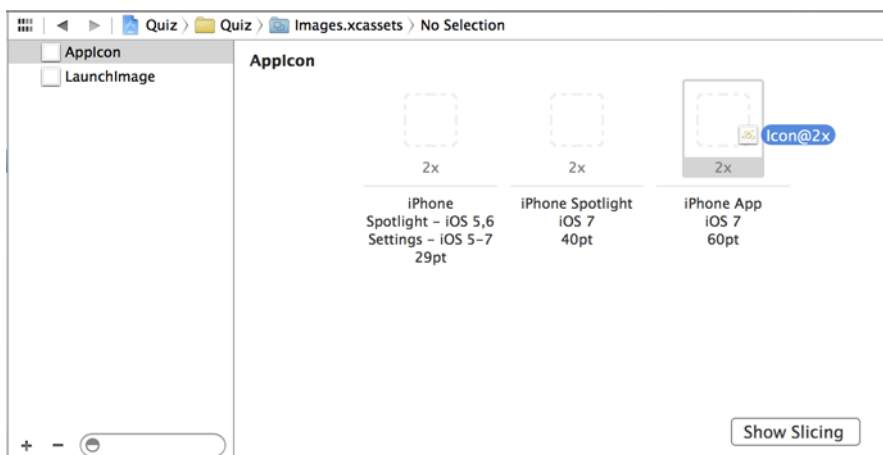 Quiz 〉 Quiz 〉 Images.xcassets 〉 No Selection
AppIcon
LaunchImage
AppIcon
Icon@2x
2x
2x
2x
iPhone
Spotlight – iOS 5,6
Settings – iOS 5–7
29pt
iPhone Spotlight
iOS 7
40pt
iPhone App
iOS 7
60pt
Show Slicing